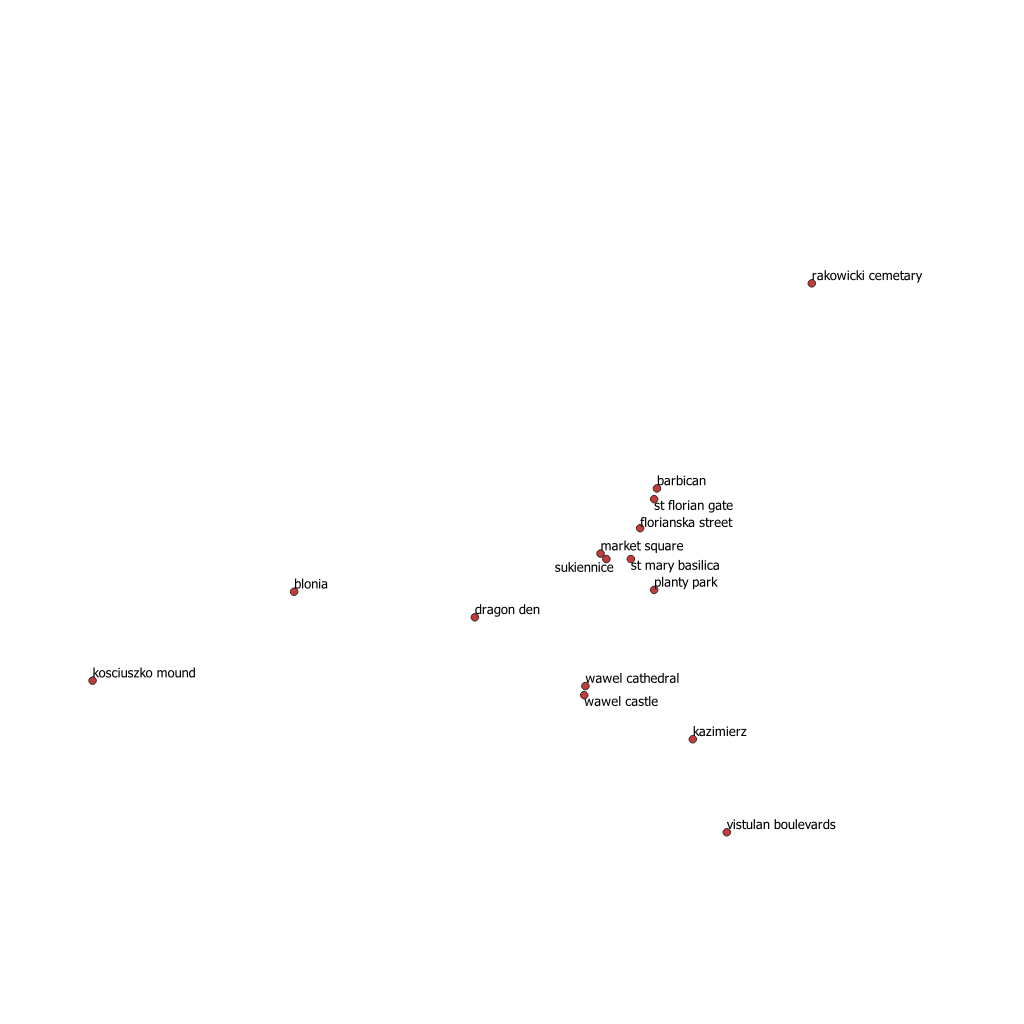 rakowicki cemetary
barbican
st florian gate
florianska street
market square
sukiennice
st mary basilica
planty park
blonia
dragon den
kosciuszko mound
wawel cathedral
wawel castle
kazimierz
vistulan boulevards